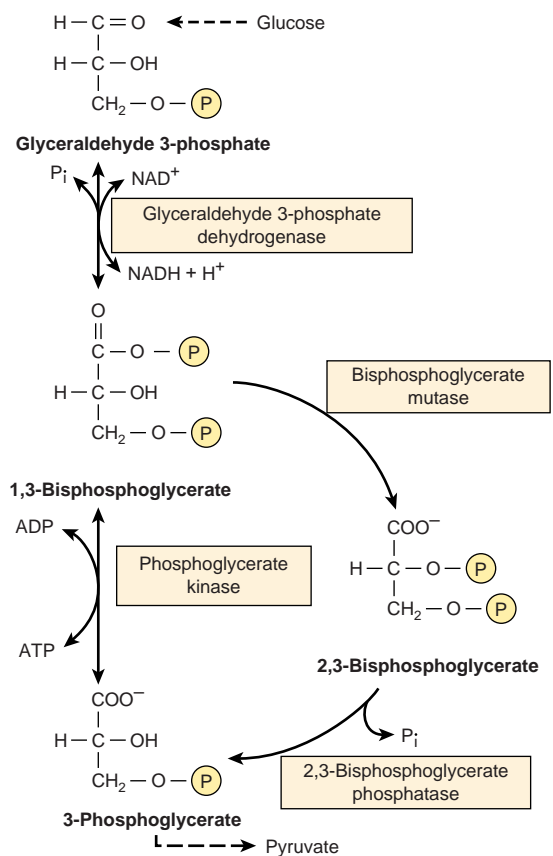 H — C = O
Glucose
H — C — OH
CH2 — O — P
Glyceraldehyde 3-phosphate
Pi
NAD+
Glyceraldehyde 3-phosphate
dehydrogenase
NADH + H+
O
C — O — P
H — C — OH
CH2 — O — P
Bisphosphoglycerate
mutase
1,3-Bisphosphoglycerate
ADP
Phosphoglycerate
kinase
ATP
COO−
H — C — O — P
CH2 — O — P
2,3-Bisphosphoglycerate
Pi
2,3-Bisphosphoglycerate
phosphatase
COO−
H — C — OH
CH2 — O — P
3-Phosphoglycerate
Pyruvate